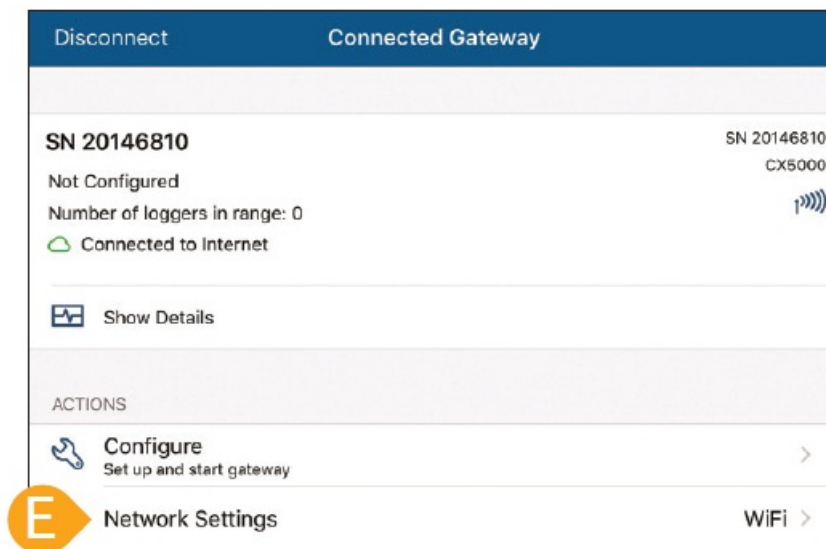 Disconnect
Connected Gateway
SN 20146810
SN 20146810
Not Configured
CX5000
Number of loggers in range: 0
Connected to Internet
Show Details
ACTIONS
Configure
Set up and start gateway
E
Network Settings
WiFi